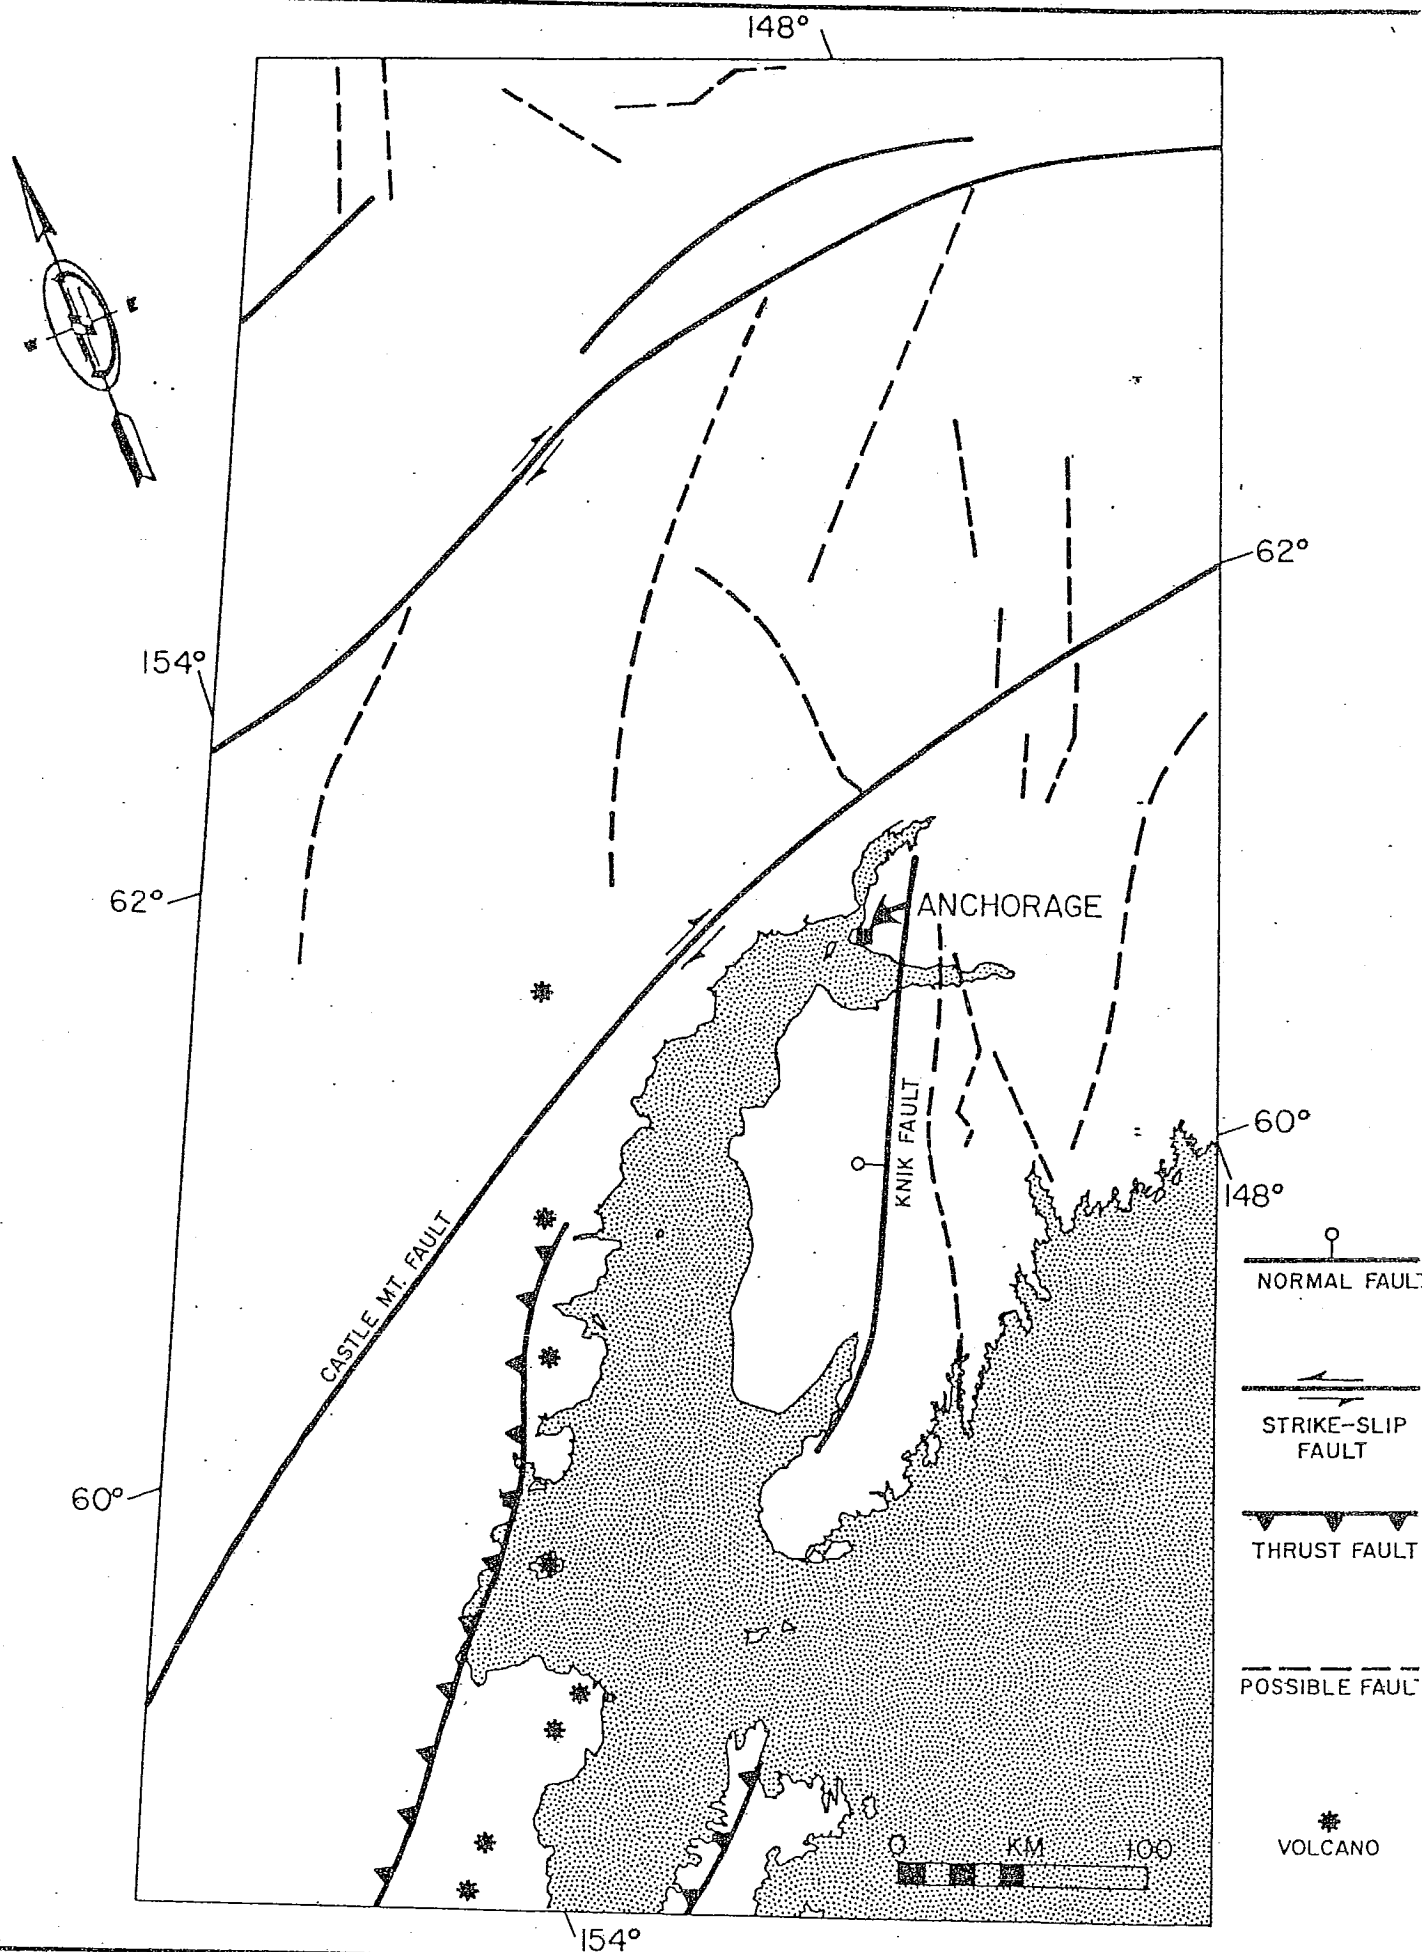 148°
62°
154°
62°
ANCHORAGE
KNIK FAULT
60°
148°
CASTLE MT. FAULT
NORMAL FAUL
STRIKE-SLIP
FAULT
60°
THRUST FAULT
POSSIBLE FAUL
0 KM 100
VOLCANO
154°